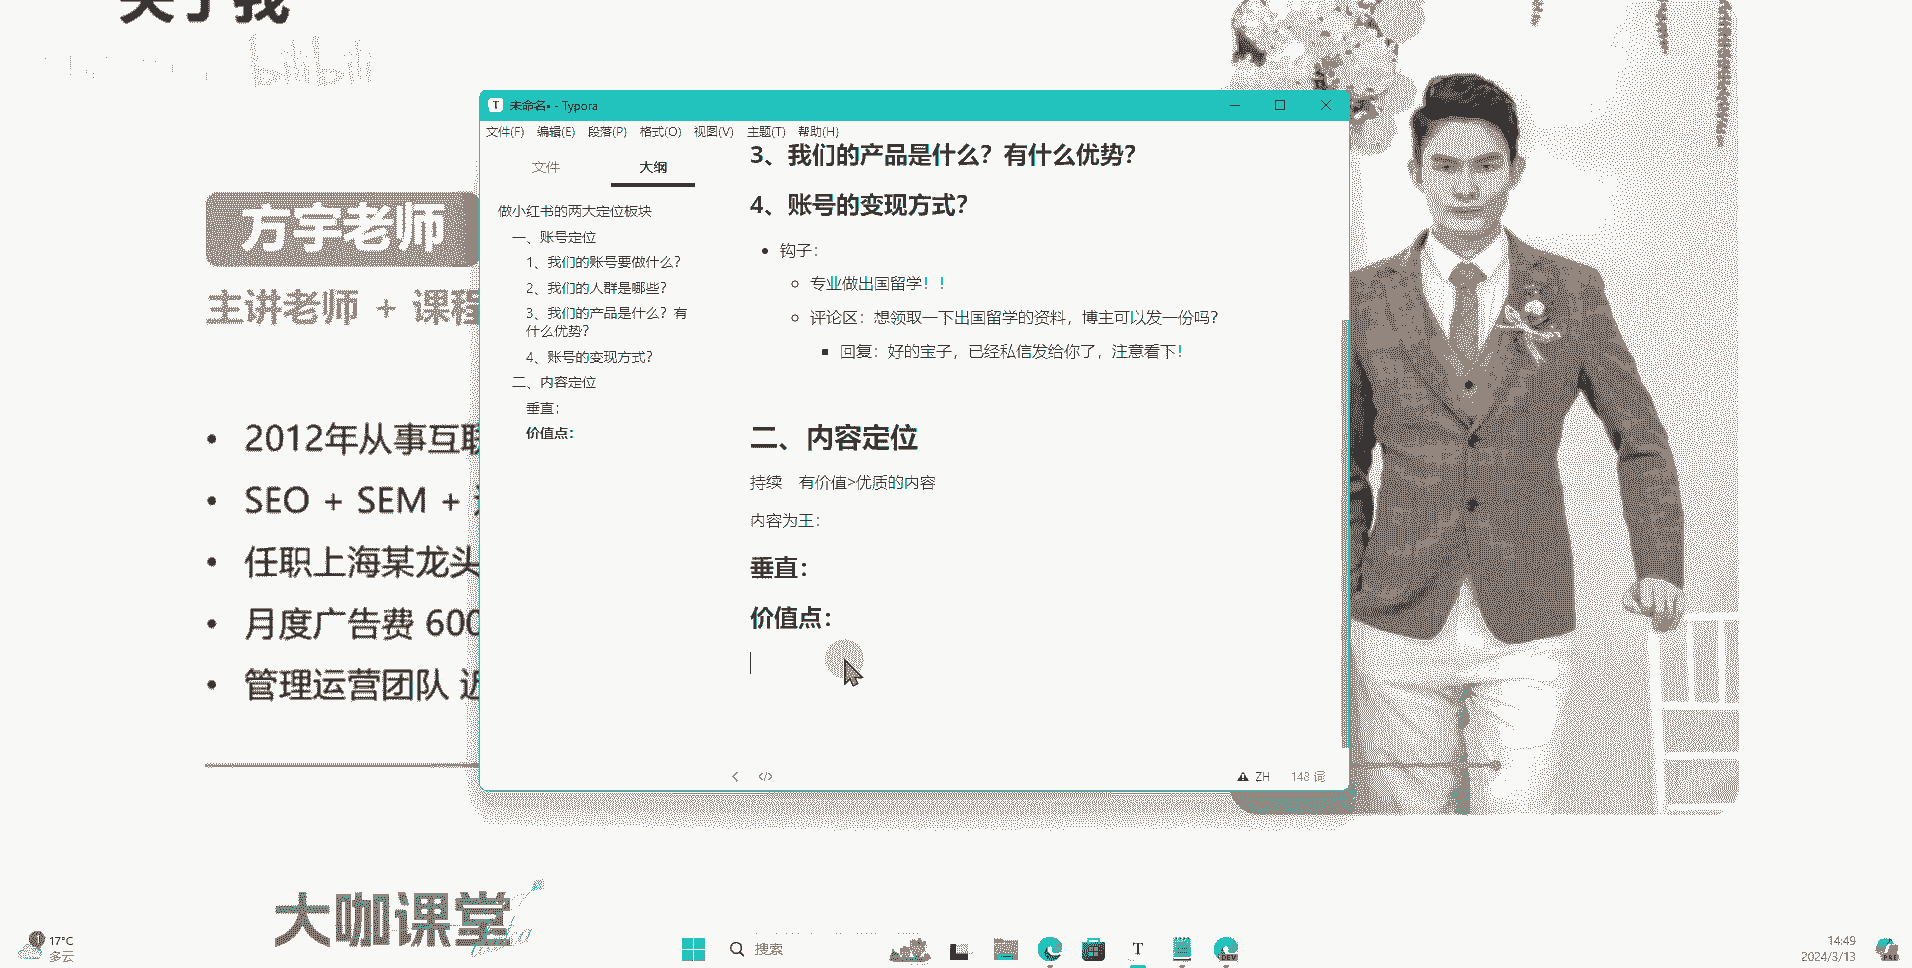 关于我
bilibili
方宇老师
主讲老师 + 课程
2012年从事互联
SEO + SEM +
任职上海某龙头
月度广告费 600
管理运营团队 近
大咖课堂
T 未命名• - Typora
文件(F) 编辑(E) 段落(P) 格式(O) 视图(V) 主题(T) 帮助(H)
文件 大纲
做小红书的两大定位板块
一、账号定位
1、我们的账号要做什么？
2、我们的人群是哪些？
3、我们的产品是什么？有
什么优势？
4、账号的变现方式？
二、内容定位
垂直：
价值点：
3、我们的产品是什么？有什么优势？
4、账号的变现方式？
钩子：
专业做出国留学！！
评论区：想领取一下出国留学的资料，博主可以发一份吗？
回复：好的宝子，已经私信发给你了，注意看下！
二、内容定位
持续 有价值>优质的内容
内容为王：
垂直：
价值点：
</> ZH 148 词
1 17°C
多云
搜索
T
DEV
14:49
2024/3/13
PRE